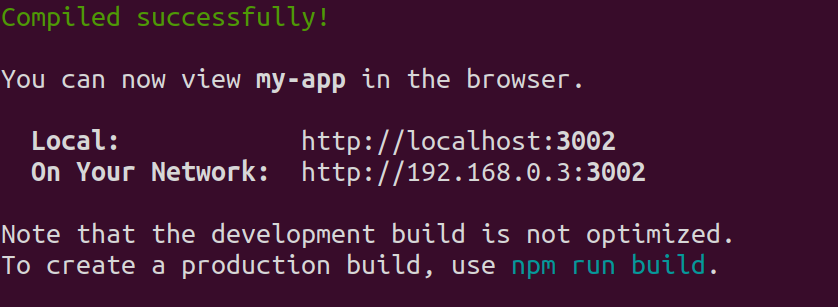 Compiled successfully!
You can now view my-app in the browser.
Local: http://localhost:3002
On Your Network: http://192.168.0.3:3002
Note that the development build is not optimized.
To create a production build, use npm run build.